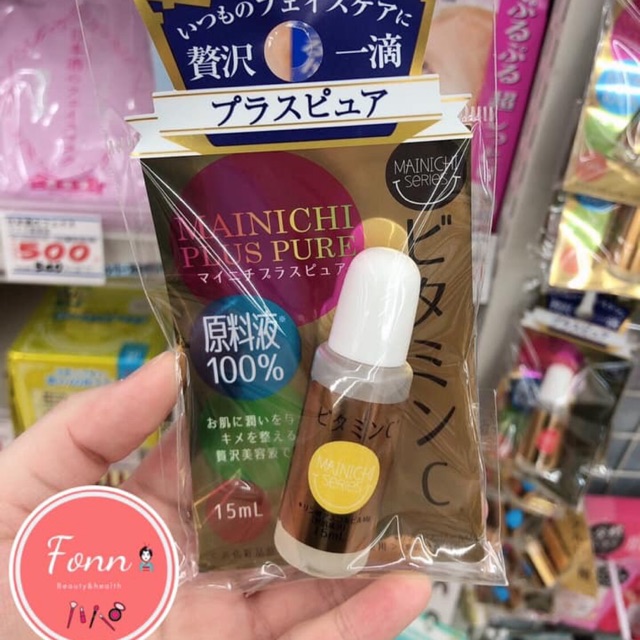 いつものフェイスケアに
贅沢 一滴
プラスピュア
MAINICHI
SERIES
MAINICHI
PLUS PURE
マイニチプラスピュア
ビタミンC
原料液
100%
お肌に潤いを与
キメを整える
贅沢美容液で
15mL
ビタミンC
MAINICHI
SERIES
15mL
500
Fonn
Beauty&health